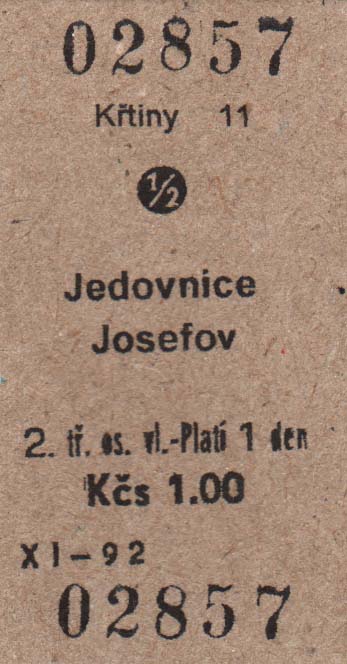 02857
Křtiny 11
1/2
Jedovnice
Josefov
2. tř. os. vl.-Platí 1 den
Kčs 1.00
XI-92
02857